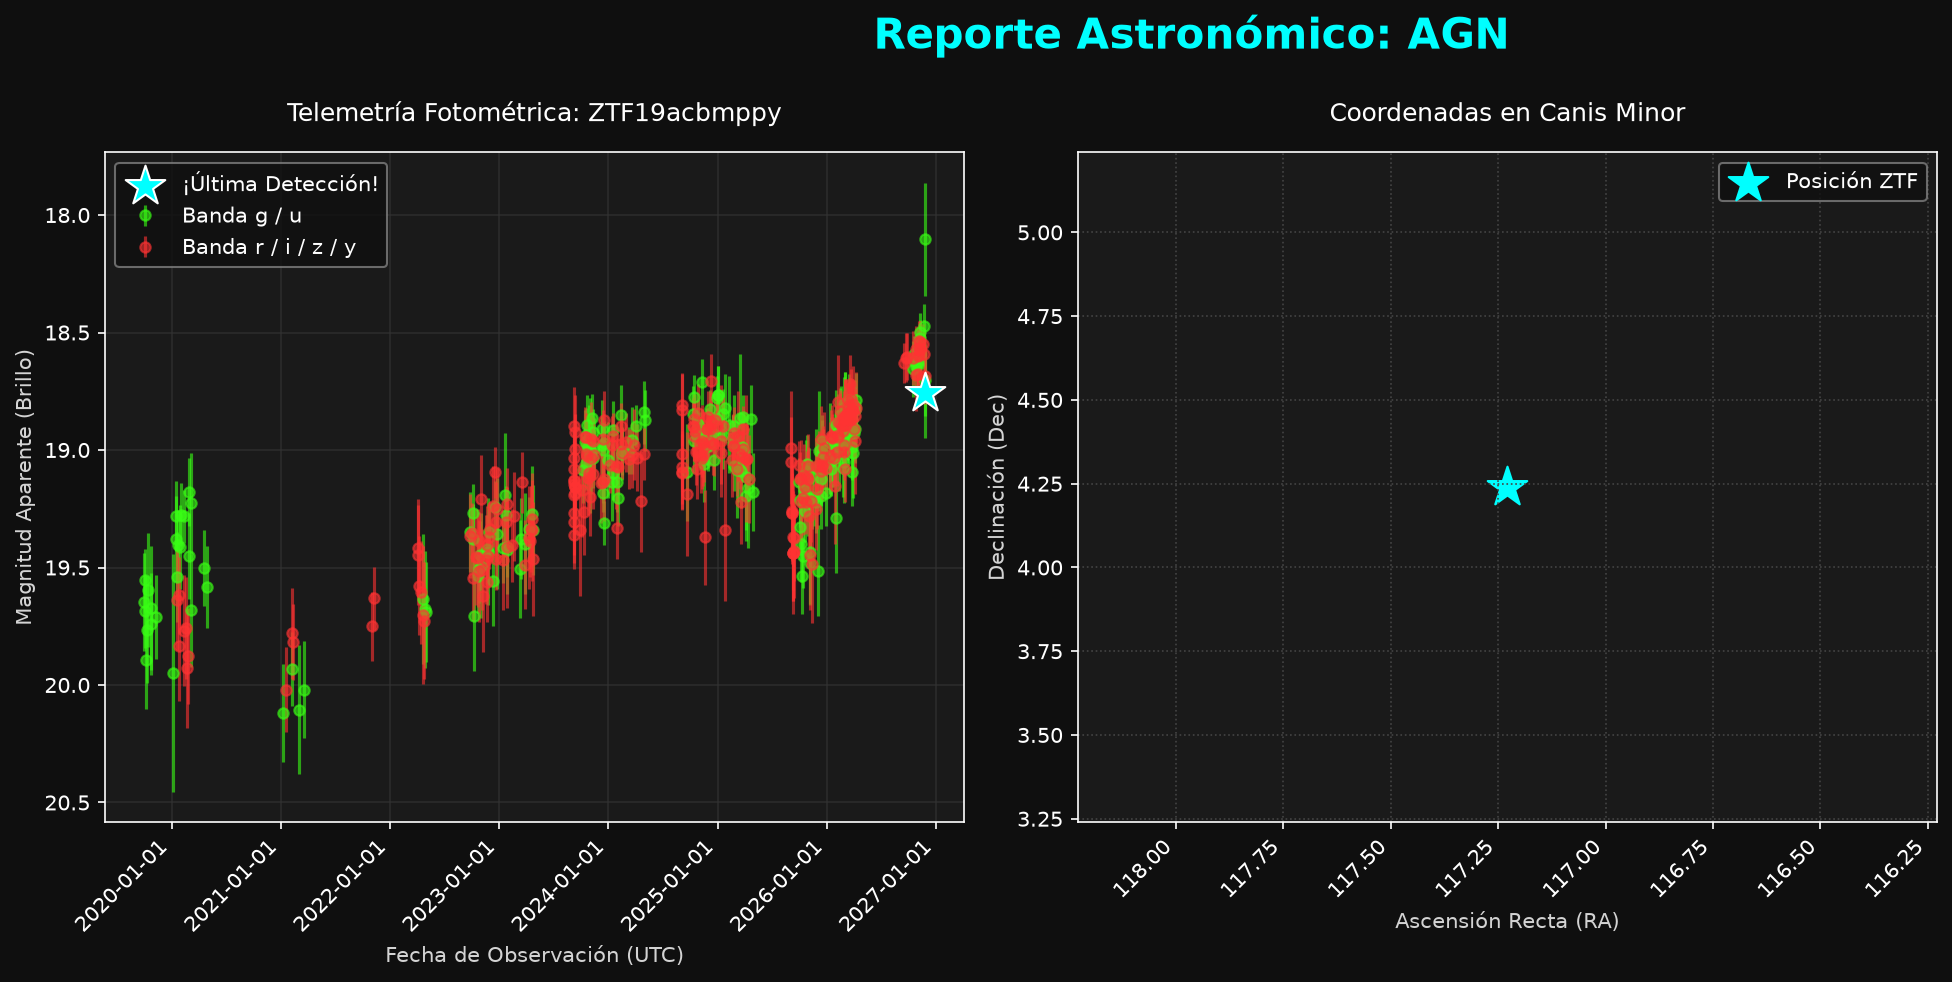 Reporte Astronómico: AGN
Telemetría Fotométrica: ZTF19acbmppy
¡Última Detección!
Banda g / u
Banda r / i / z / y
Magnitud Aparente (Brillo)
18.0
18.5
19.0
19.5
20.0
20.5
2020-01-01
2021-01-01
2022-01-01
2023-01-01
2024-01-01
2025-01-01
2026-01-01
2027-01-01
Fecha de Observación (UTC)
Coordenadas en Canis Minor
Posición ZTF
Declinación (Dec)
5.00
4.75
4.50
4.25
4.00
3.75
3.50
3.25
118.00
117.75
117.50
117.25
117.00
116.75
116.50
116.25
Ascensión Recta (RA)